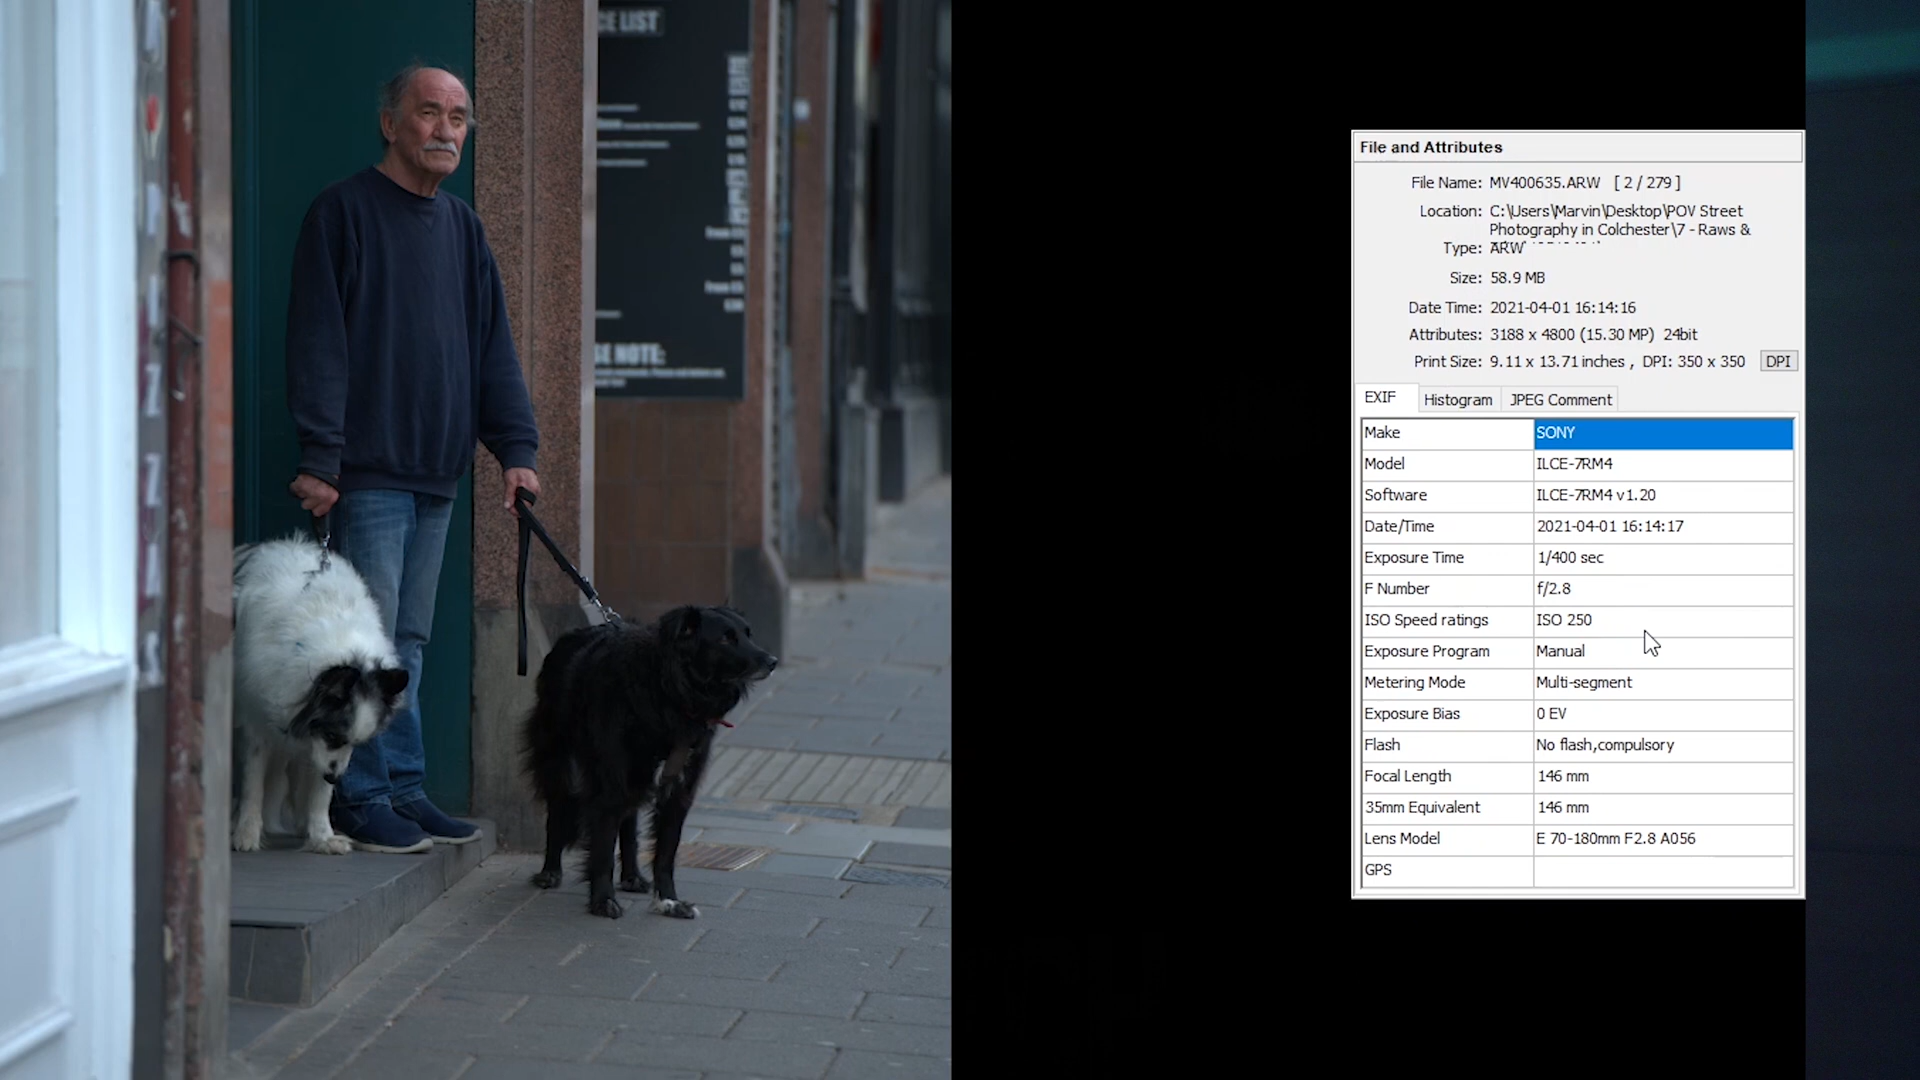 CE LIST
SE NOTE:
File and Attributes
File Name: MV400635.ARW [ 2 / 279 ]
Location: C:\Users\Marvin\Desktop\POV Street
Photography in Colchester\7 - Raws &
Type: ARW
Size: 58.9 MB
Date Time: 2021-04-01 16:14:16
Attributes: 3188 x 4800 (15.30 MP) 24bit
Print Size: 9.11 x 13.71 inches , DPI: 350 x 350 DPI
EXIF Histogram JPEG Comment
Make SONY
Model ILCE-7RM4
Software ILCE-7RM4 v1.20
Date/Time 2021-04-01 16:14:17
Exposure Time 1/400 sec
F Number f/2.8
ISO Speed ratings ISO 250
Exposure Program Manual
Metering Mode Multi-segment
Exposure Bias 0 EV
Flash No flash,compulsory
Focal Length 146 mm
35mm Equivalent 146 mm
Lens Model E 70-180mm F2.8 A056
GPS